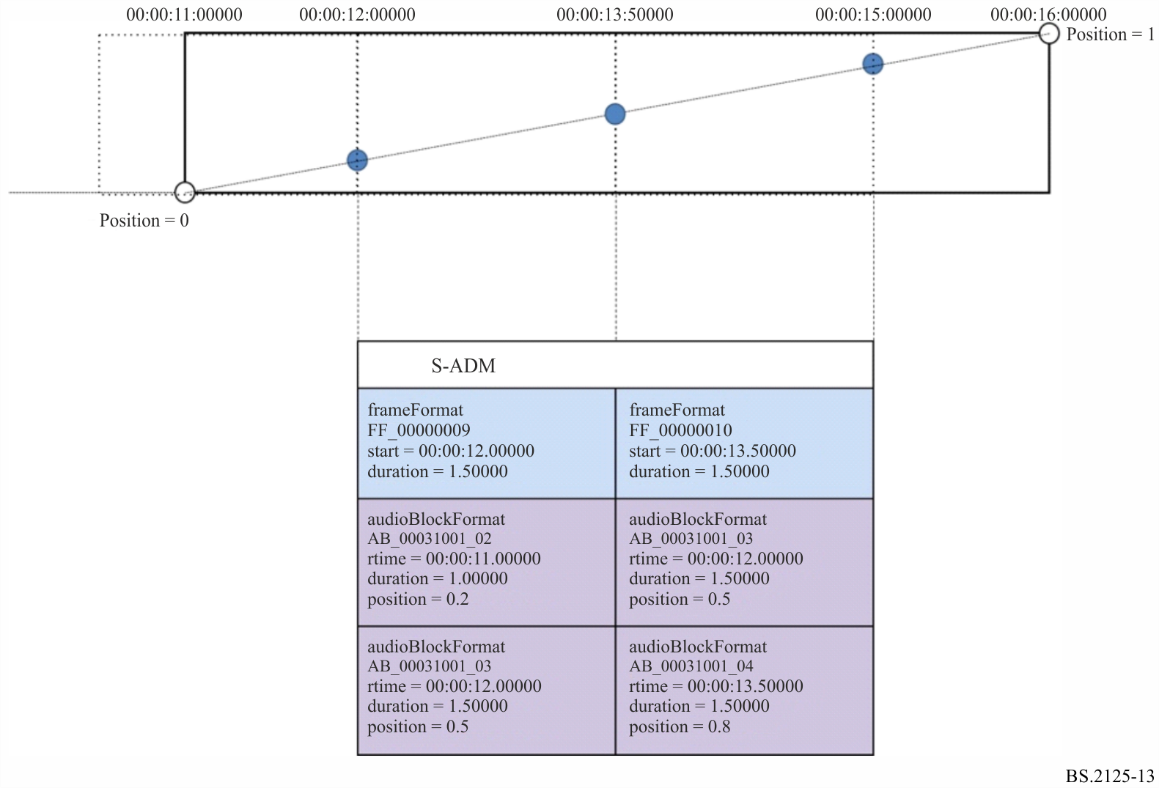 00:00:11:00000
00:00:12:00000
00:00:13:50000
00:00:15:00000
00:00:16:00000
Position = 1
Position = 0
S-ADM
frameFormat
FF_00000009
start = 00:00:12.00000
duration = 1.50000
frameFormat
FF_00000010
start = 00:00:13.50000
duration = 1.50000
audioBlockFormat
AB_00031001_02
rtime = 00:00:11.00000
duration = 1.00000
position = 0.2
audioBlockFormat
AB_00031001_03
rtime = 00:00:12.00000
duration = 1.50000
position = 0.5
audioBlockFormat
AB_00031001_03
rtime = 00:00:12.00000
duration = 1.50000
position = 0.5
audioBlockFormat
AB_00031001_04
rtime = 00:00:13.50000
duration = 1.50000
position = 0.8
BS.2125-13